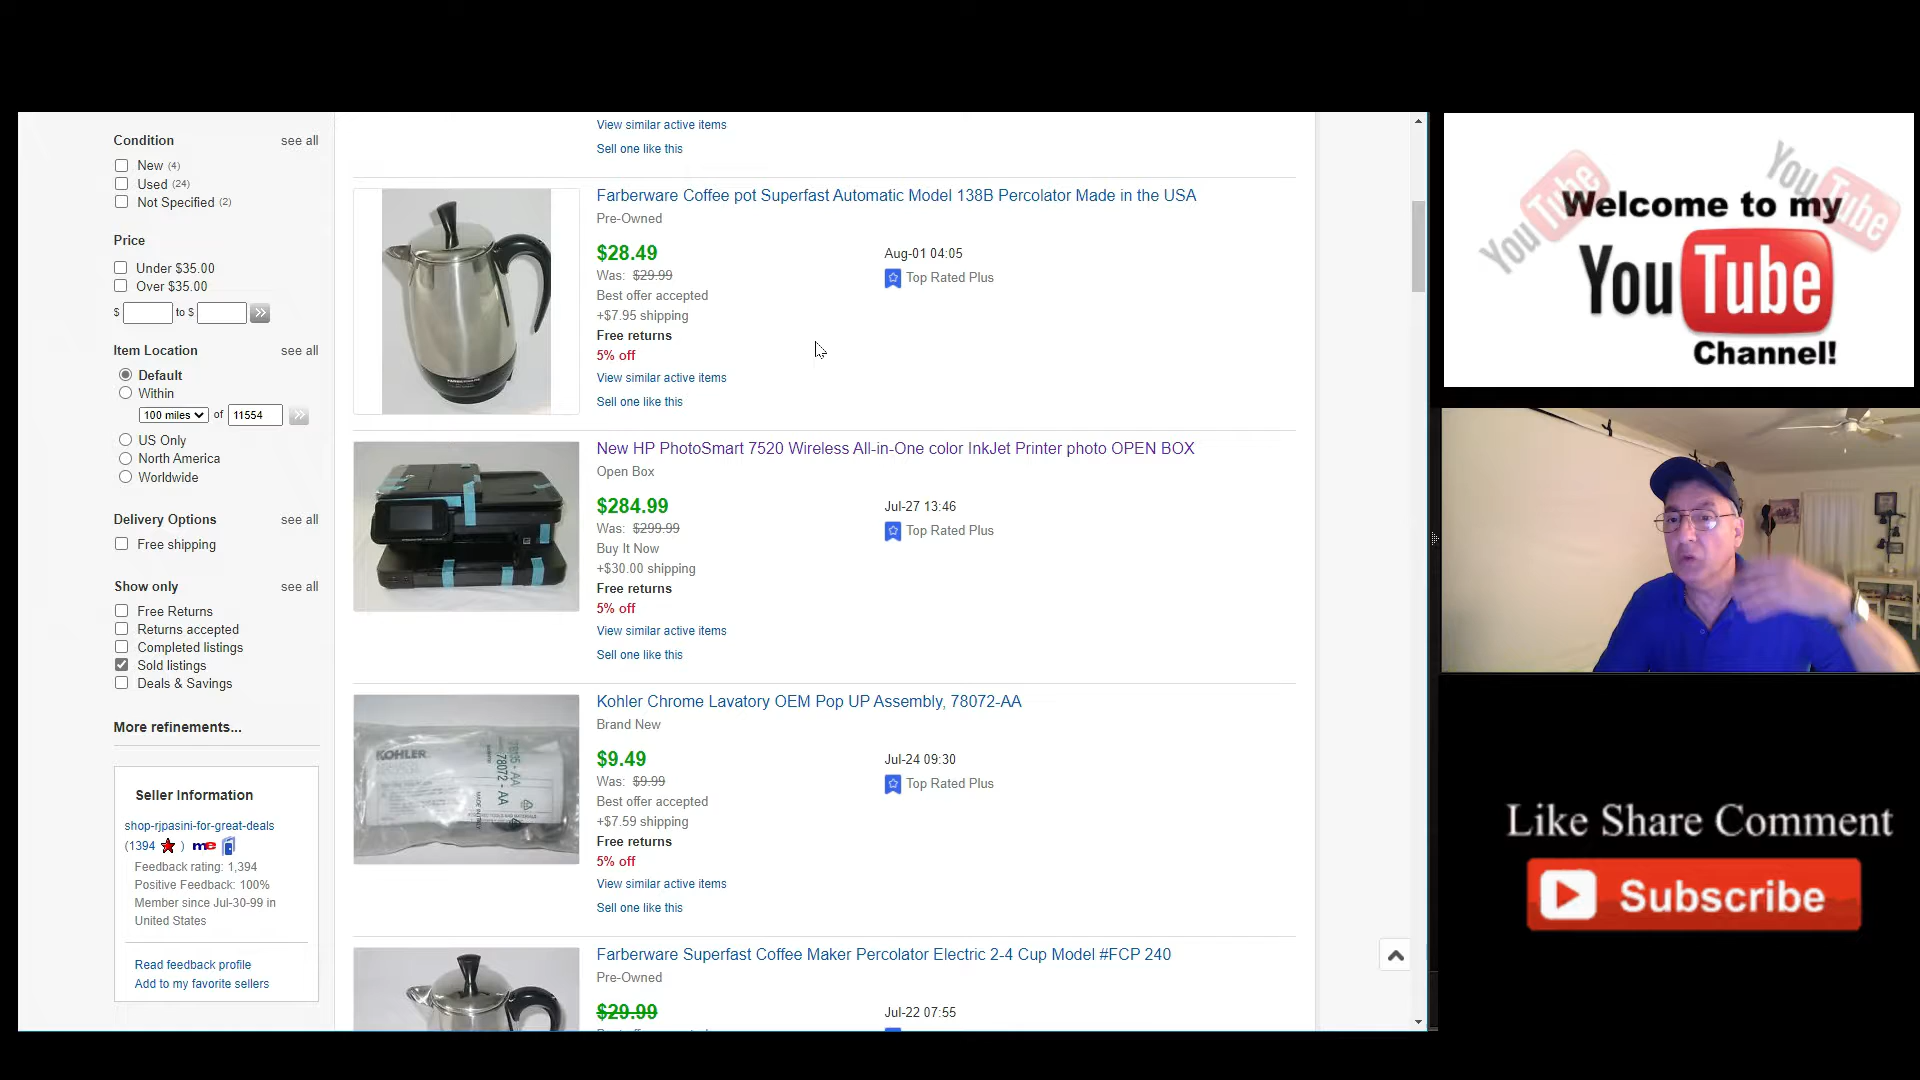 Condition see all
New (4)
Used (24)
Not Specified (2)
Price
Under $35.00
Over $35.00
$ to $
Item Location see all
Default
Within
100 miles of 11554
US Only
North America
Worldwide
Delivery Options see all
Free shipping
Show only see all
Free Returns
Returns accepted
Completed listings
Sold listings
Deals & Savings
More refinements...
Seller Information
shop-rjpasini-for-great-deals
(1394 ) me
Feedback rating: 1,394
Positive Feedback: 100%
Member since Jul-30-99 in
United States
Read feedback profile
Add to my favorite sellers
View similar active items
Sell one like this
Farberware Coffee pot Superfast Automatic Model 138B Percolator Made in the USA
Pre-Owned
$28.49 Aug-01 04:05
Was: $29.99 Top Rated Plus
Best offer accepted
+$7.95 shipping
Free returns
5% off
View similar active items
Sell one like this
New HP PhotoSmart 7520 Wireless All-in-One color InkJet Printer photo OPEN BOX
Open Box
$284.99 Jul-27 13:46
Was: $299.99 Top Rated Plus
Buy It Now
+$30.00 shipping
Free returns
5% off
View similar active items
Sell one like this
KOHLER
78072 - AA
Kohler Chrome Lavatory OEM Pop UP Assembly, 78072-AA
Brand New
$9.49 Jul-24 09:30
Was: $9.99 Top Rated Plus
Best offer accepted
+$7.59 shipping
Free returns
5% off
View similar active items
Sell one like this
Farberware Superfast Coffee Maker Percolator Electric 2-4 Cup Model #FCP 240
Pre-Owned
$29.99 Jul-22 07:55
YouTube
YouTube
Welcome to my
YouTube
Channel!
Like Share Comment
Subscribe